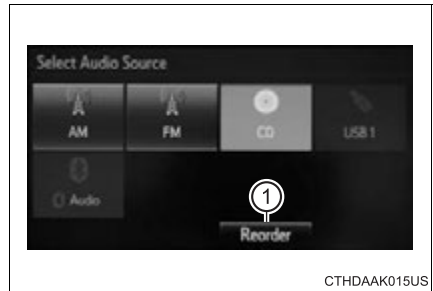 Select Audio Source
AM
FM
CD
USB 1
Audio
1
Reorder
CTHDAAK015US